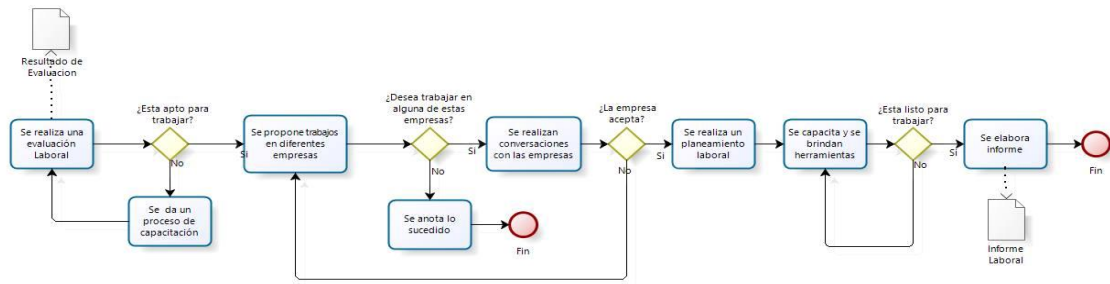 Resultado de
Evaluacion
Se realiza una
evaluación
Laboral
¿Esta apto para
trabajar?
No
Si
Se da un
proceso de
capacitación
Se propone trabajos
en diferentes
empresas
¿Desea trabajar en
alguna de estas
empresas?
No
Si
Se anota lo
sucedido
Fin
Se realizan
conversaciones
con las empresas
¿La empresa
acepta?
No
Si
Se realiza un
planeamiento
laboral
Se capacita y se
brindan
herramientas
¿Esta listo para
trabajar?
No
Si
Se elabora
informe
Informe
Laboral
Fin